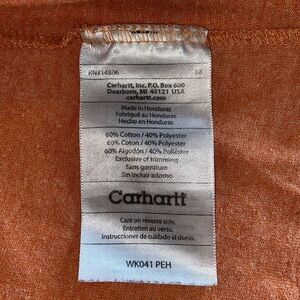 RN#14806 08
Carhartt, Inc. P.O. Box 600
Dearborn, MI 48121 USA
carhartt.com
Made in Honduras
Fabriqué au Honduras
Hecho en Honduras
60% Cotton / 40% Polyester
60% Coton / 40% Polyester
60% Algodón / 40% Poliéster
Exclusive of trimming
Sans garniture
Sin incluir adorno
Carhartt
Care on reverse side.
Entretien au verso.
Instrucciones de cuidado al dorso.
WK041 PEH